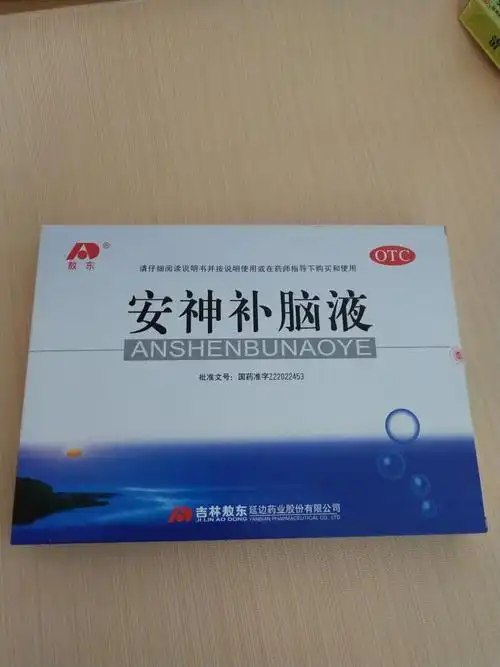 敖东
®
请仔细阅读说明书并按说明使用或在药师指导下购买和使用
OTC
安神补脑液
ANSHENBUNAOYE
批准文号：国药准字Z22022453
吉林敖东延边药业股份有限公司
JI LIN AO DONG YANBIAN PHARMACEUTICAL CO., LTD